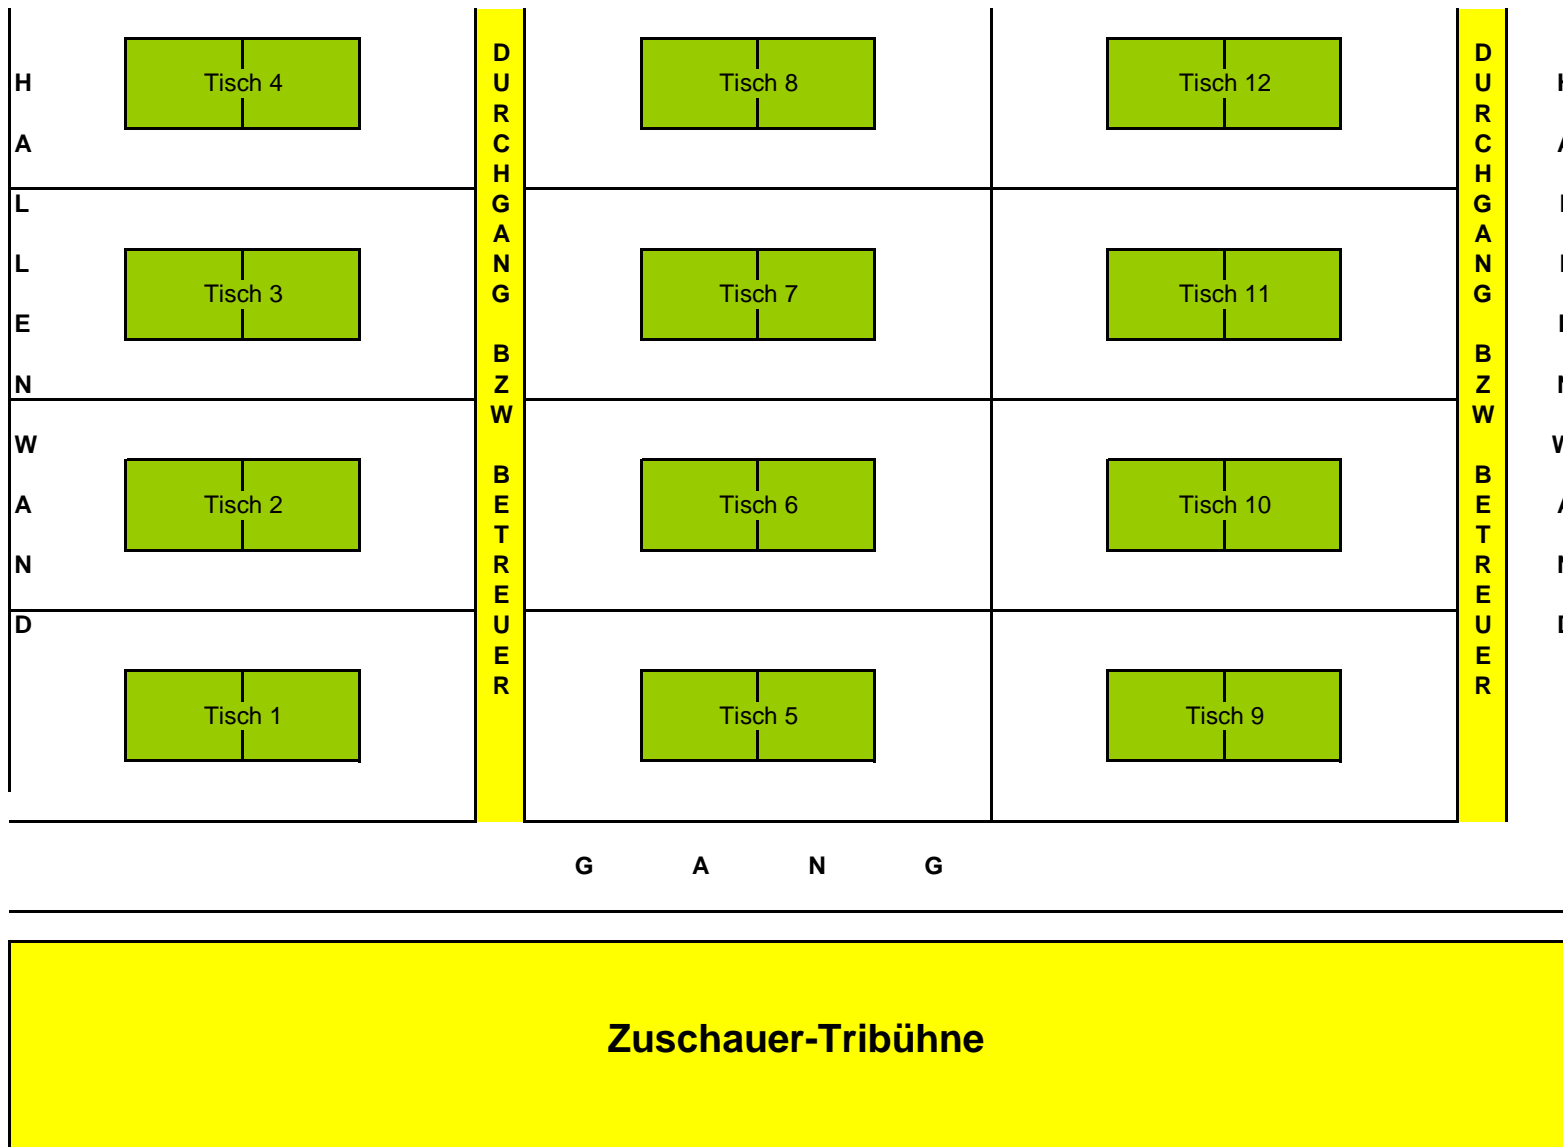 HALLENWAND
Tisch 4
DURCHGANG BZW BETREUER
Tisch 8
Tisch 12
DURCHGANG BZW BETREUER
Tisch 3
Tisch 7
Tisch 11
Tisch 2
Tisch 6
Tisch 10
Tisch 1
Tisch 5
Tisch 9
G A N G
Zuschauer-Tribühne